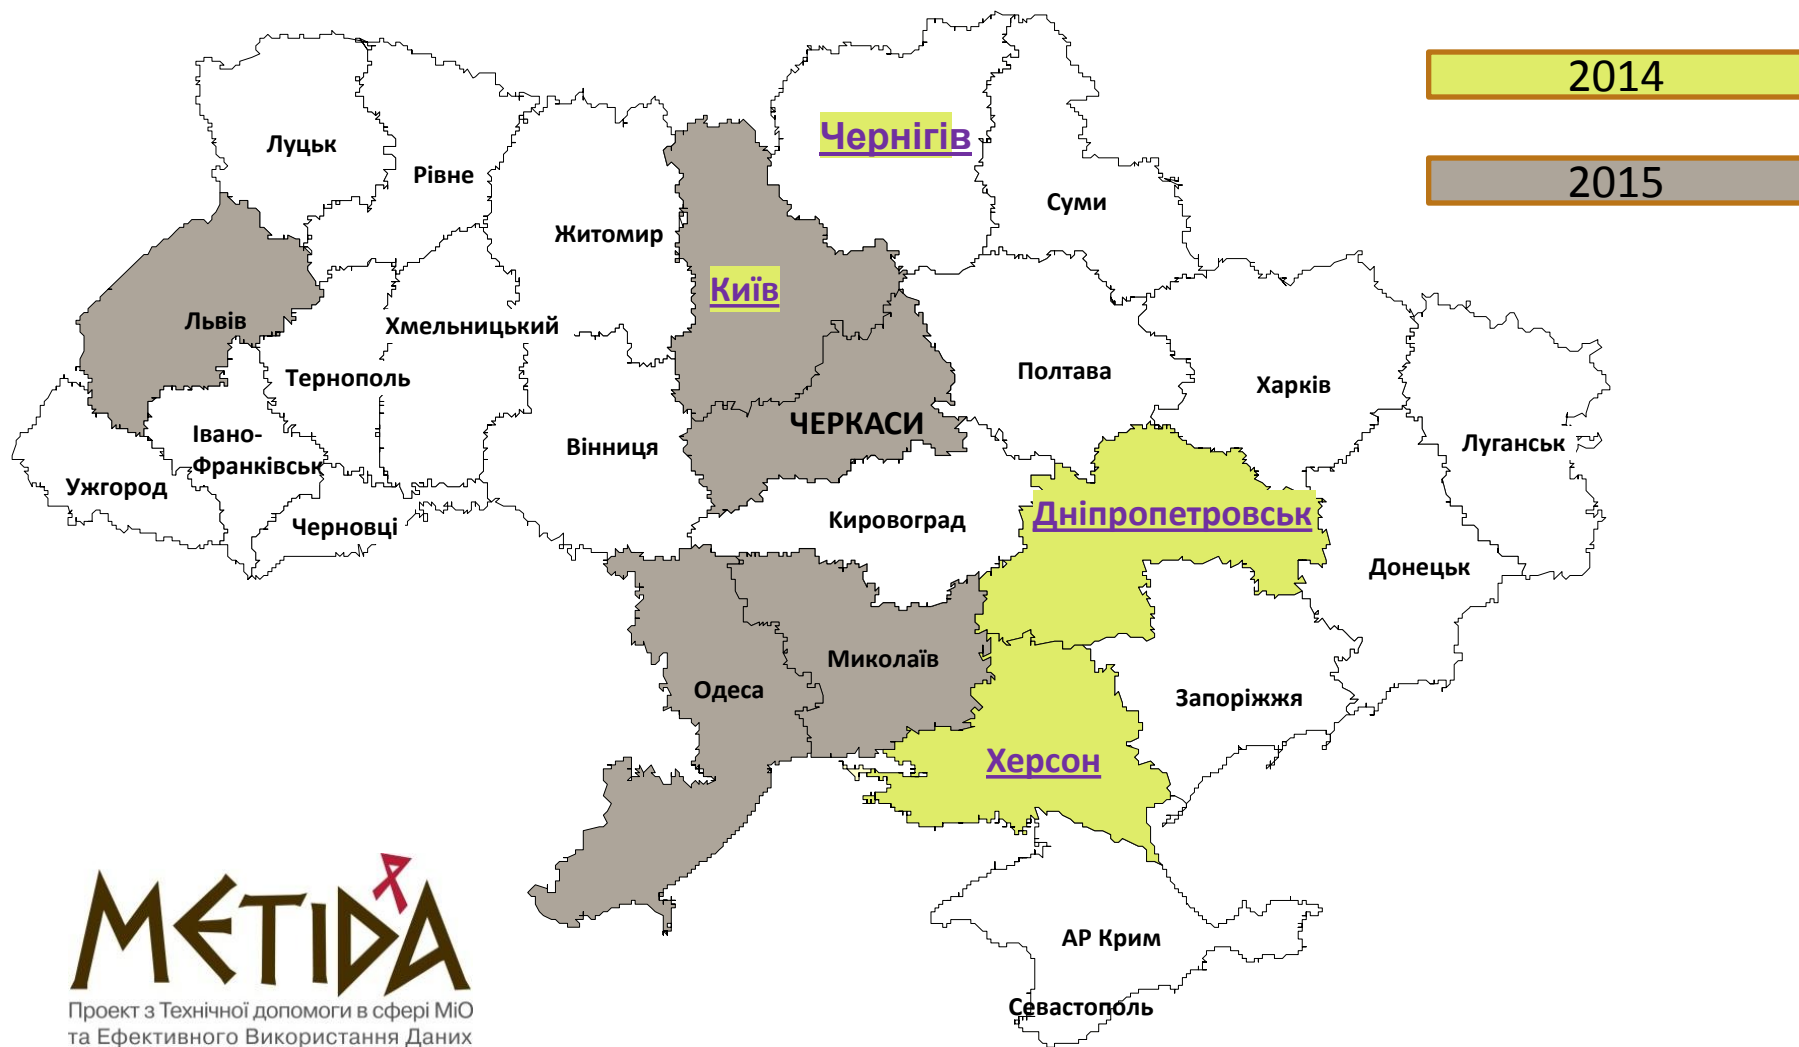 2014
2015
Чернігів
Луцьк
Рівне
Суми
Житомир
Київ
Львів
Хмельницький
Тернополь
Полтава
Харків
ЧЕРКАСИ
Івано-
Франківськ
Вінниця
Луганськ
Ужгород
Черновці
Кировоград
Дніпропетровськ
Донецьк
Миколаїв
Одеса
Запоріжжя
Херсон
АР Крим
Севастополь
МЕТІДА
Проект з Технічної допомоги в сфері МіО
та Ефективного Використання Даних